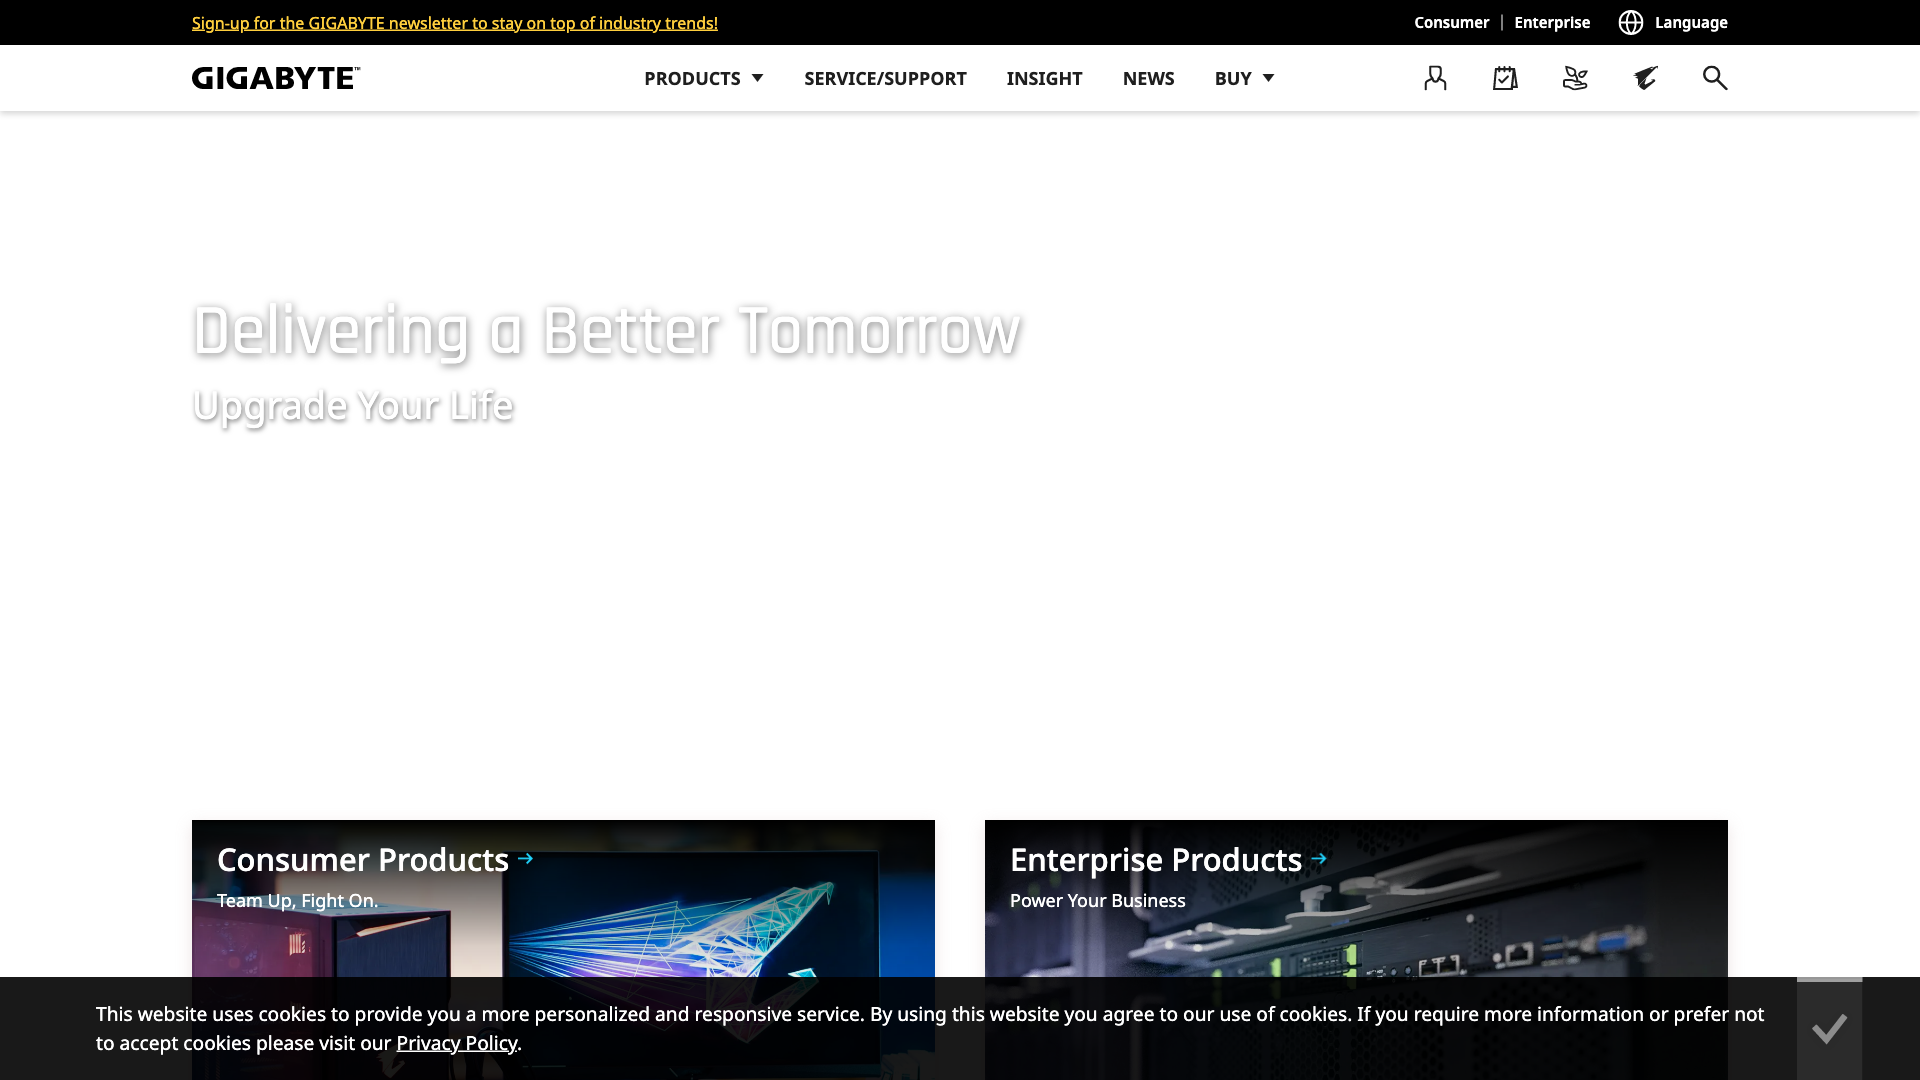 Sign-up for the GIGABYTE newsletter to stay on top of industry trends!
Consumer | Enterprise Language
GIGABYTE™
PRODUCTS SERVICE/SUPPORT INSIGHT NEWS BUY
Delivering a Better Tomorrow
Upgrade Your Life
Consumer Products
Team Up, Fight On.
Enterprise Products
Power Your Business
This website uses cookies to provide you a more personalized and responsive service. By using this website you agree to our use of cookies. If you require more information or prefer not
to accept cookies please visit our Privacy Policy.